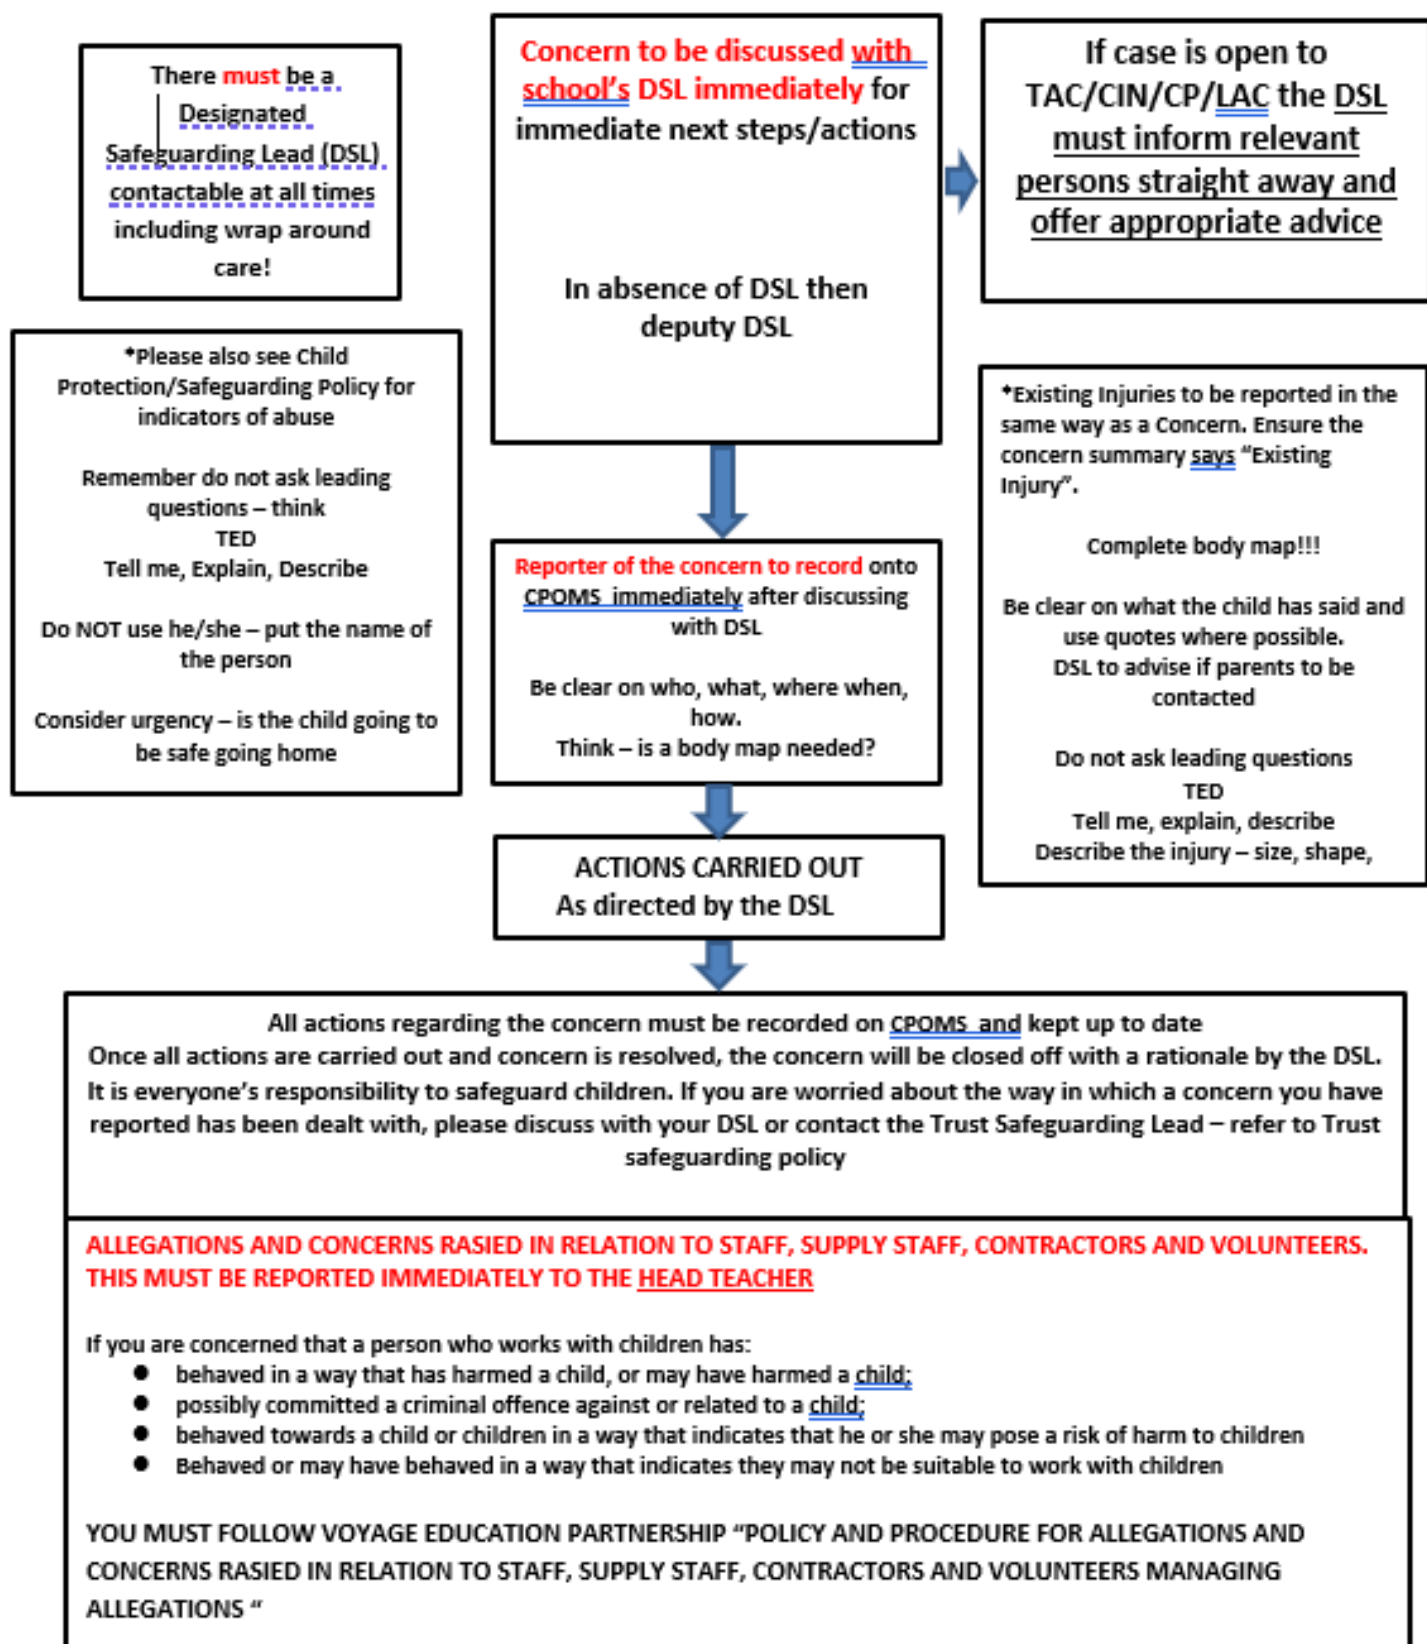 There must be a
Designated
Safeguarding Lead (DSL)
contactable at all times
including wrap around
care!
Concern to be discussed with
school's DSL immediately for
immediate next steps/actions
In absence of DSL then
deputy DSL
If case is open to
TAC/CIN/CP/LAC the DSL
must inform relevant
persons straight away and
offer appropriate advice
*Please also see Child
Protection/Safeguarding Policy for
indicators of abuse
Remember do not ask leading
questions – think
TED
Tell me, Explain, Describe
Do NOT use he/she – put the name of
the person
Consider urgency – is the child going to
be safe going home
*Existing Injuries to be reported in the
same way as a Concern. Ensure the
concern summary says “Existing
Injury”.
Complete body map!!!
Be clear on what the child has said and
use quotes where possible.
DSL to advise if parents to be
contacted
Do not ask leading questions
TED
Tell me, explain, describe
Describe the injury – size, shape,
Reporter of the concern to record onto
CPOMS immediately after discussing
with DSL
Be clear on who, what, where when,
how.
Think – is a body map needed?
ACTIONS CARRIED OUT
As directed by the DSL
All actions regarding the concern must be recorded on CPOMS and kept up to date
Once all actions are carried out and concern is resolved, the concern will be closed off with a rationale by the DSL.
It is everyone's responsibility to safeguard children. If you are worried about the way in which a concern you have
reported has been dealt with, please discuss with your DSL or contact the Trust Safeguarding Lead – refer to Trust
safeguarding policy
ALLEGATIONS AND CONCERNS RASIED IN RELATION TO STAFF, SUPPLY STAFF, CONTRACTORS AND VOLUNTEERS.
THIS MUST BE REPORTED IMMEDIATELY TO THE HEAD TEACHER
If you are concerned that a person who works with children has:
● behaved in a way that has harmed a child, or may have harmed a child;
● possibly committed a criminal offence against or related to a child;
● behaved towards a child or children in a way that indicates that he or she may pose a risk of harm to children
● Behaved or may have behaved in a way that indicates they may not be suitable to work with children
YOU MUST FOLLOW VOYAGE EDUCATION PARTNERSHIP “POLICY AND PROCEDURE FOR ALLEGATIONS AND
CONCERNS RASIED IN RELATION TO STAFF, SUPPLY STAFF, CONTRACTORS AND VOLUNTEERS MANAGING
ALLEGATIONS “